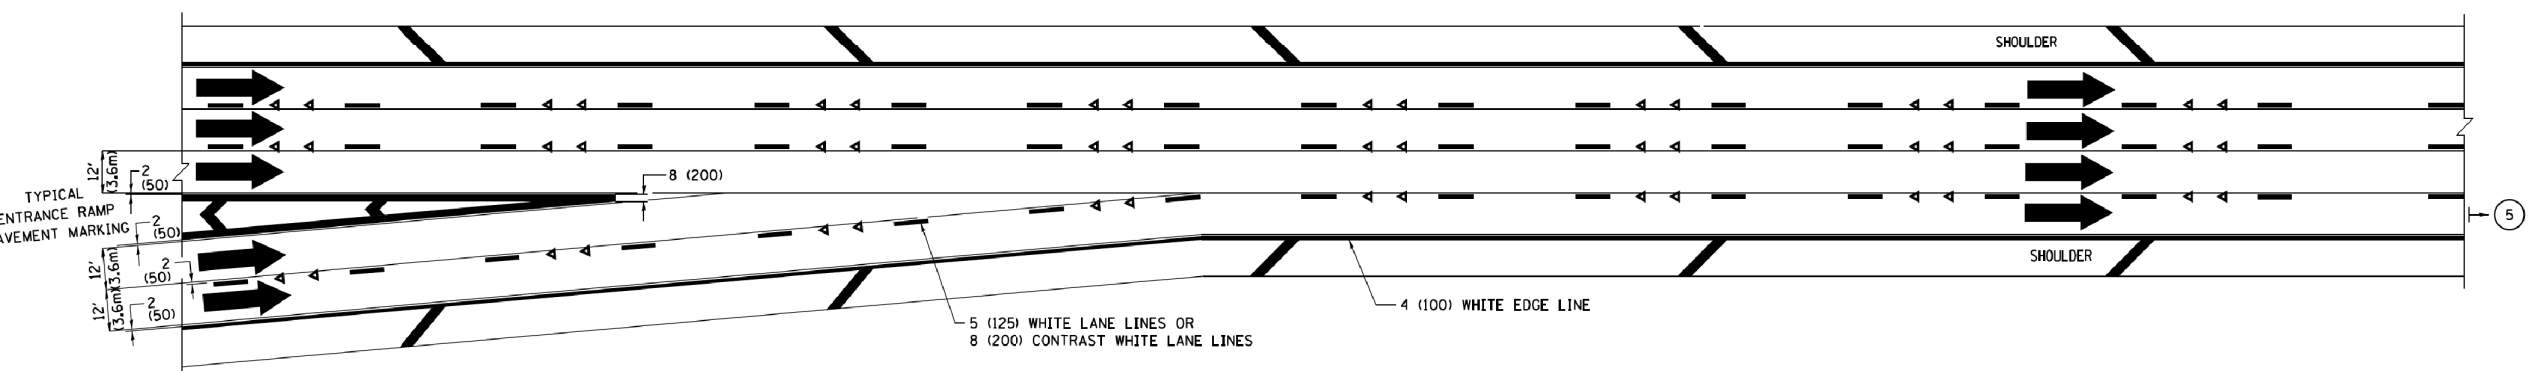 SHOULDER
12'
(3.6m)
2
(50)
8 (200)
TYPICAL
ENTRANCE RAMP
PAVEMENT MARKING
2
(50)
5
12'
(3.6m)
2
(50)
SHOULDER
12'
(3.6m)
2
(50)
4 (100) WHITE EDGE LINE
5 (125) WHITE LANE LINES OR
8 (200) CONTRAST WHITE LANE LINES